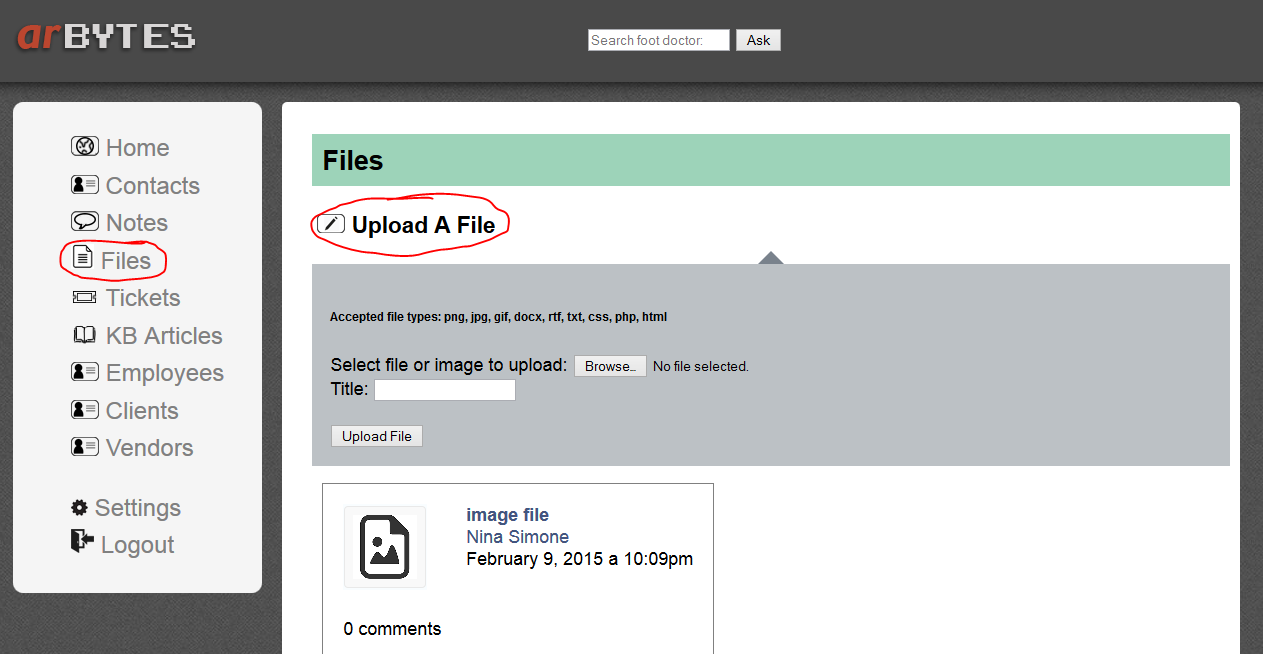 arBYTES
Search foot doctor:
Ask
Home
Contacts
Notes
Files
Tickets
KB Articles
Employees
Clients
Vendors
Settings
Logout
Files
Upload A File
Accepted file types: png, jpg, gif, docx, rtf, txt, css, php, html
Select file or image to upload: Browse_ No file selected.
Title:
Upload File
image file
Nina Simone
February 9, 2015 a 10:09pm
0 comments